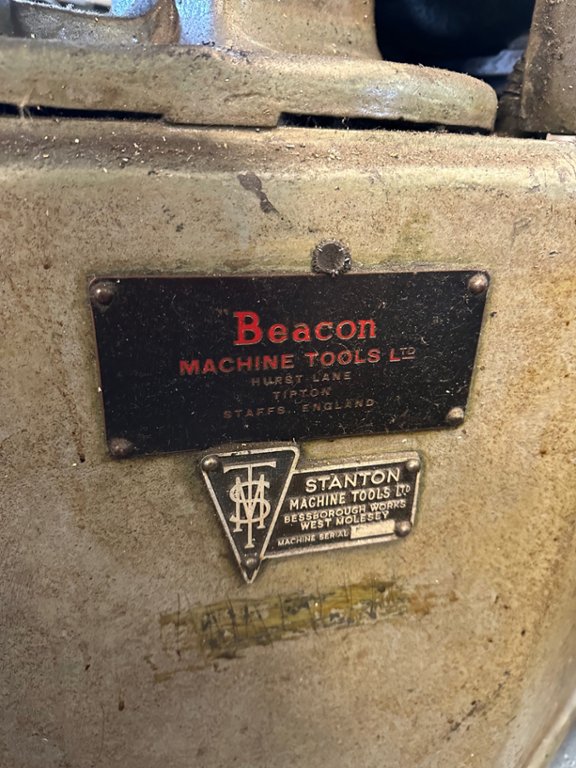 Beacon
MACHINE TOOLS LTD
HURST LANE
TIPTON
STAFFS. ENGLAND
SMT
STANTON
MACHINE TOOLS LTD
BESSBOROUGH WORKS
WEST MOLESEY
MACHINE SERIAL